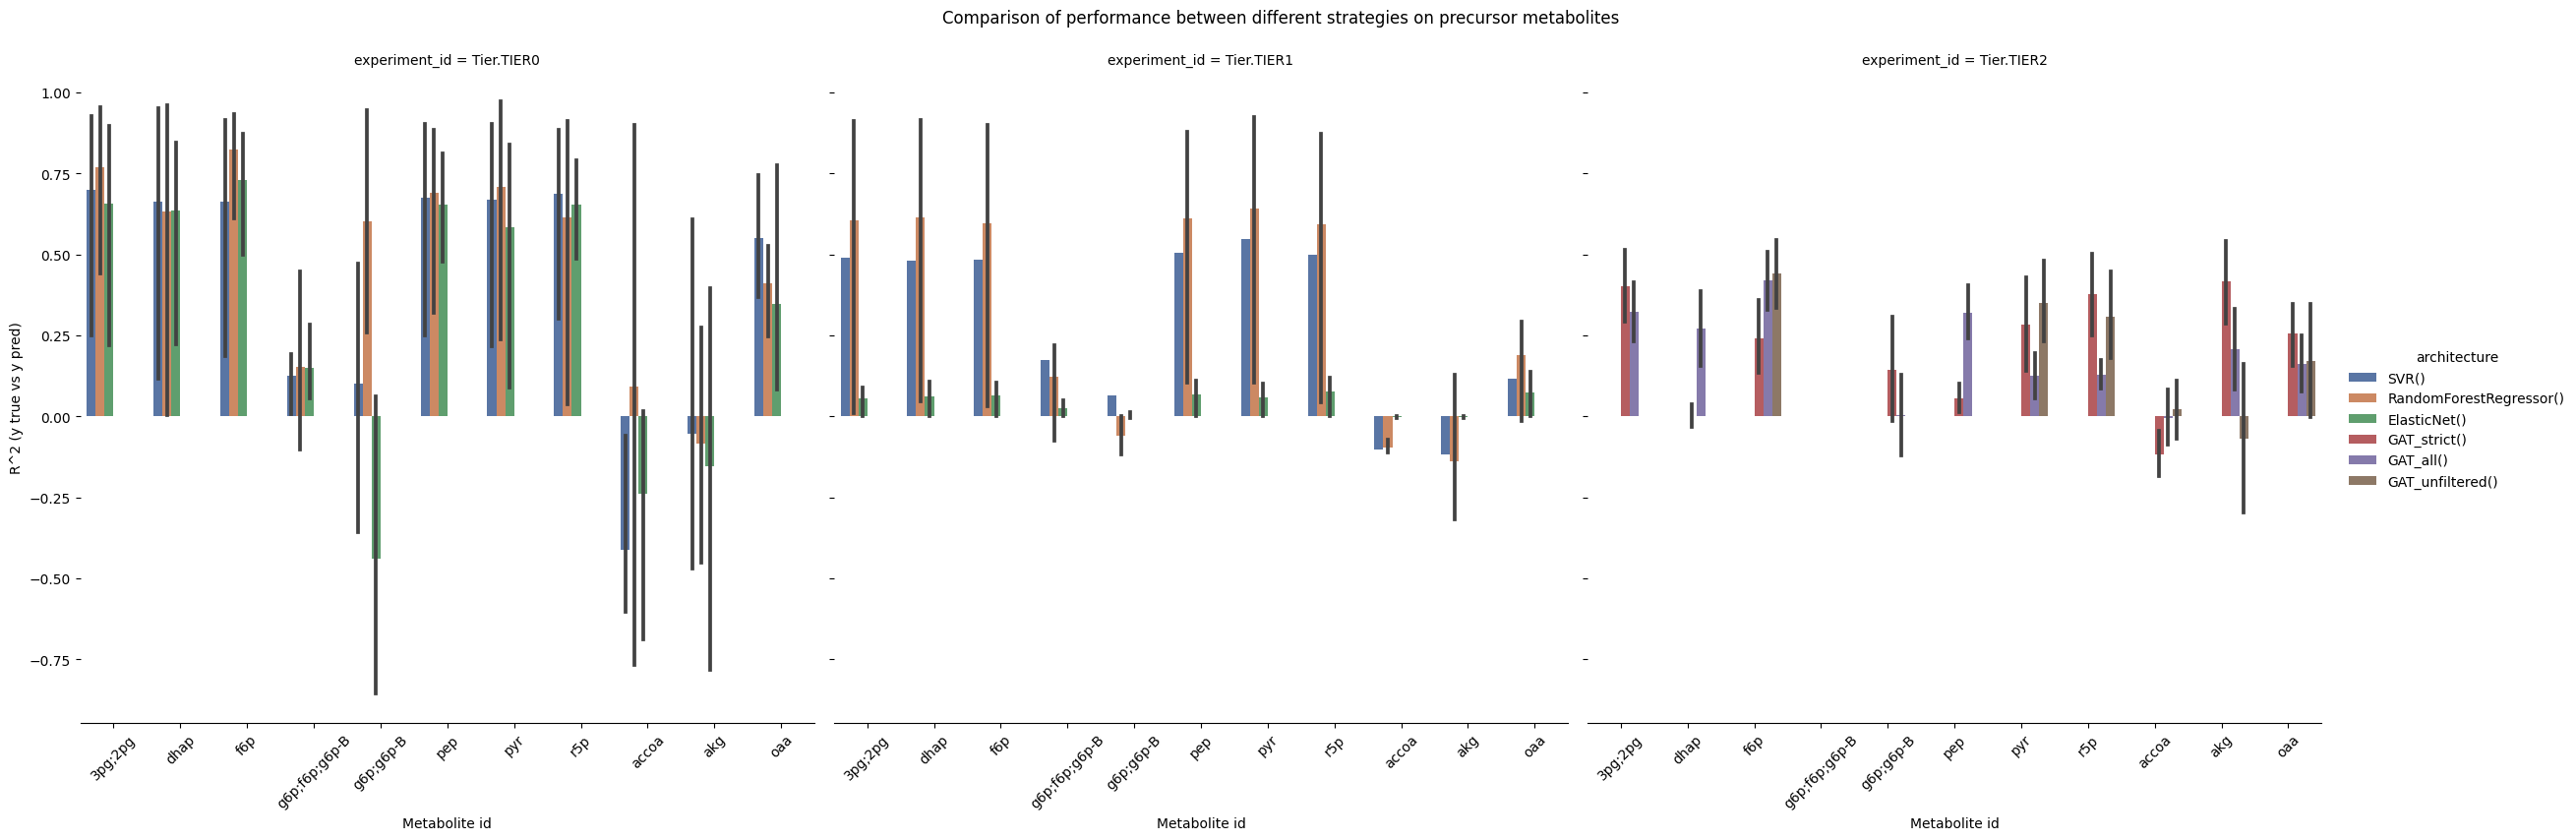 Comparison of performance between different strategies on precursor metabolites
experiment_id = Tier.TIER0
experiment_id = Tier.TIER1
experiment_id = Tier.TIER2
R^2 (y true vs y pred)
1.00
0.75
0.50
0.25
0.00
−0.25
−0.50
−0.75
3pg;2pg
dhap
f6p
g6p;f6p;g6p-B
g6p;g6p-B
pep
pyr
r5p
accoa
akg
oaa
Metabolite id
3pg;2pg
dhap
f6p
g6p;f6p;g6p-B
g6p;g6p-B
pep
pyr
r5p
accoa
akg
oaa
Metabolite id
3pg;2pg
dhap
f6p
g6p;f6p;g6p-B
g6p;g6p-B
pep
pyr
r5p
accoa
akg
oaa
Metabolite id
architecture
SVR()
RandomForestRegressor()
ElasticNet()
GAT_strict()
GAT_all()
GAT_unfiltered()